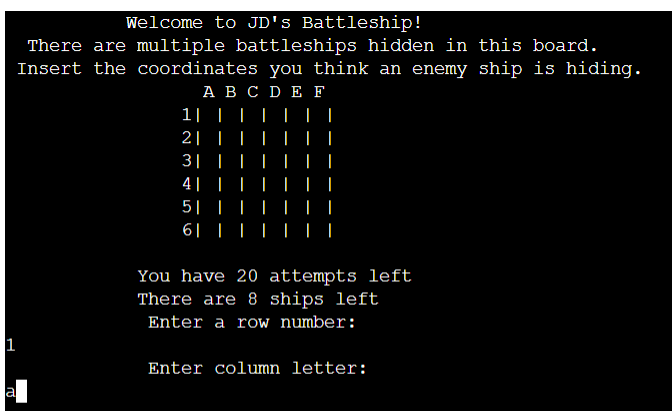 Welcome to JD's Battleship!
There are multiple battleships hidden in this board.
Insert the coordinates you think an enemy ship is hiding.
A B C D E F
1| | | | | | |
2| | | | | | |
3| | | | | | |
4| | | | | | |
5| | | | | | |
6| | | | | | |
You have 20 attempts left
There are 8 ships left
Enter a row number:
1
Enter column letter:
a